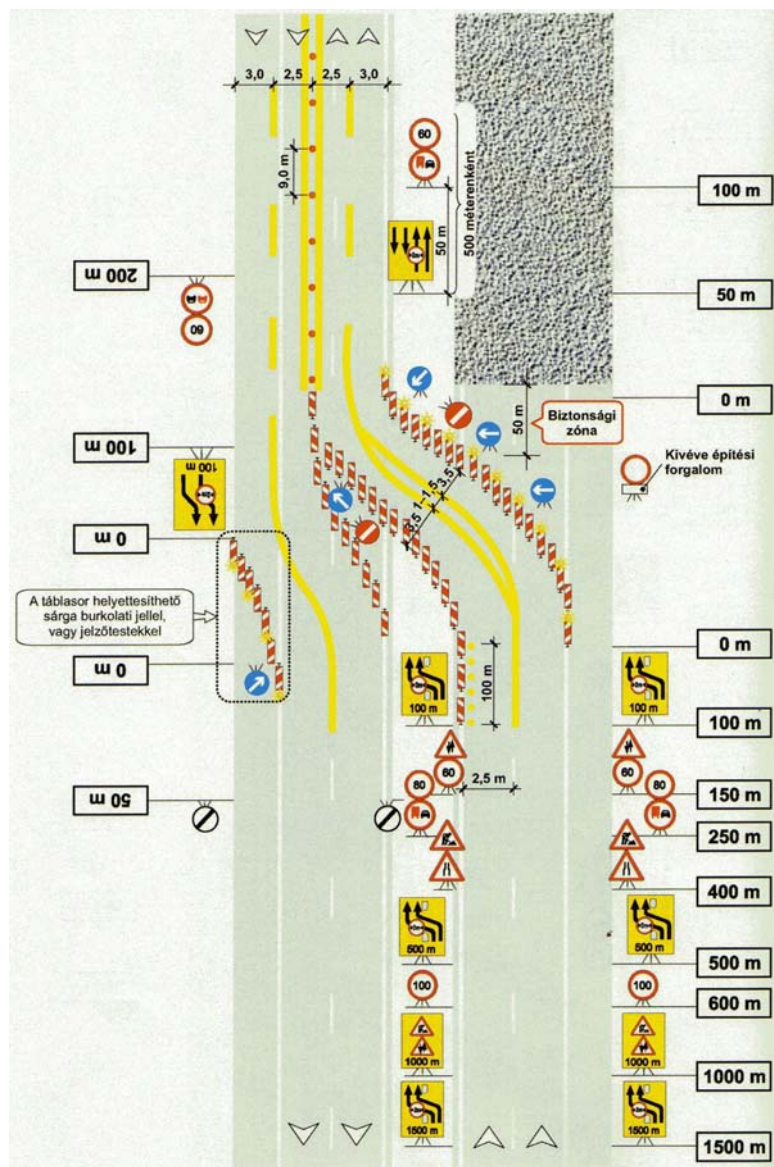 3,0
2,5
2,5
3,0
9,0 m
60
50 m
500 méterenként
100 m
200 m
60
50 m
0 m
50 m
Biztonsági
zóna
Kivéve építési
forgalom
100 m
100 m
1–1,5
3,5
3,5
0 m
A táblasor helyettesíthető
sárga burkolati jellel,
vagy jelzőtestekkel
0 m
0 m
100 m
100 m
100 m
100 m
60
60
80
80
2,5 m
50 m
150 m
250 m
400 m
500 m
500 m
500 m
100
100
600 m
1000 m
1000 m
1000 m
1500 m
1500 m
1500 m